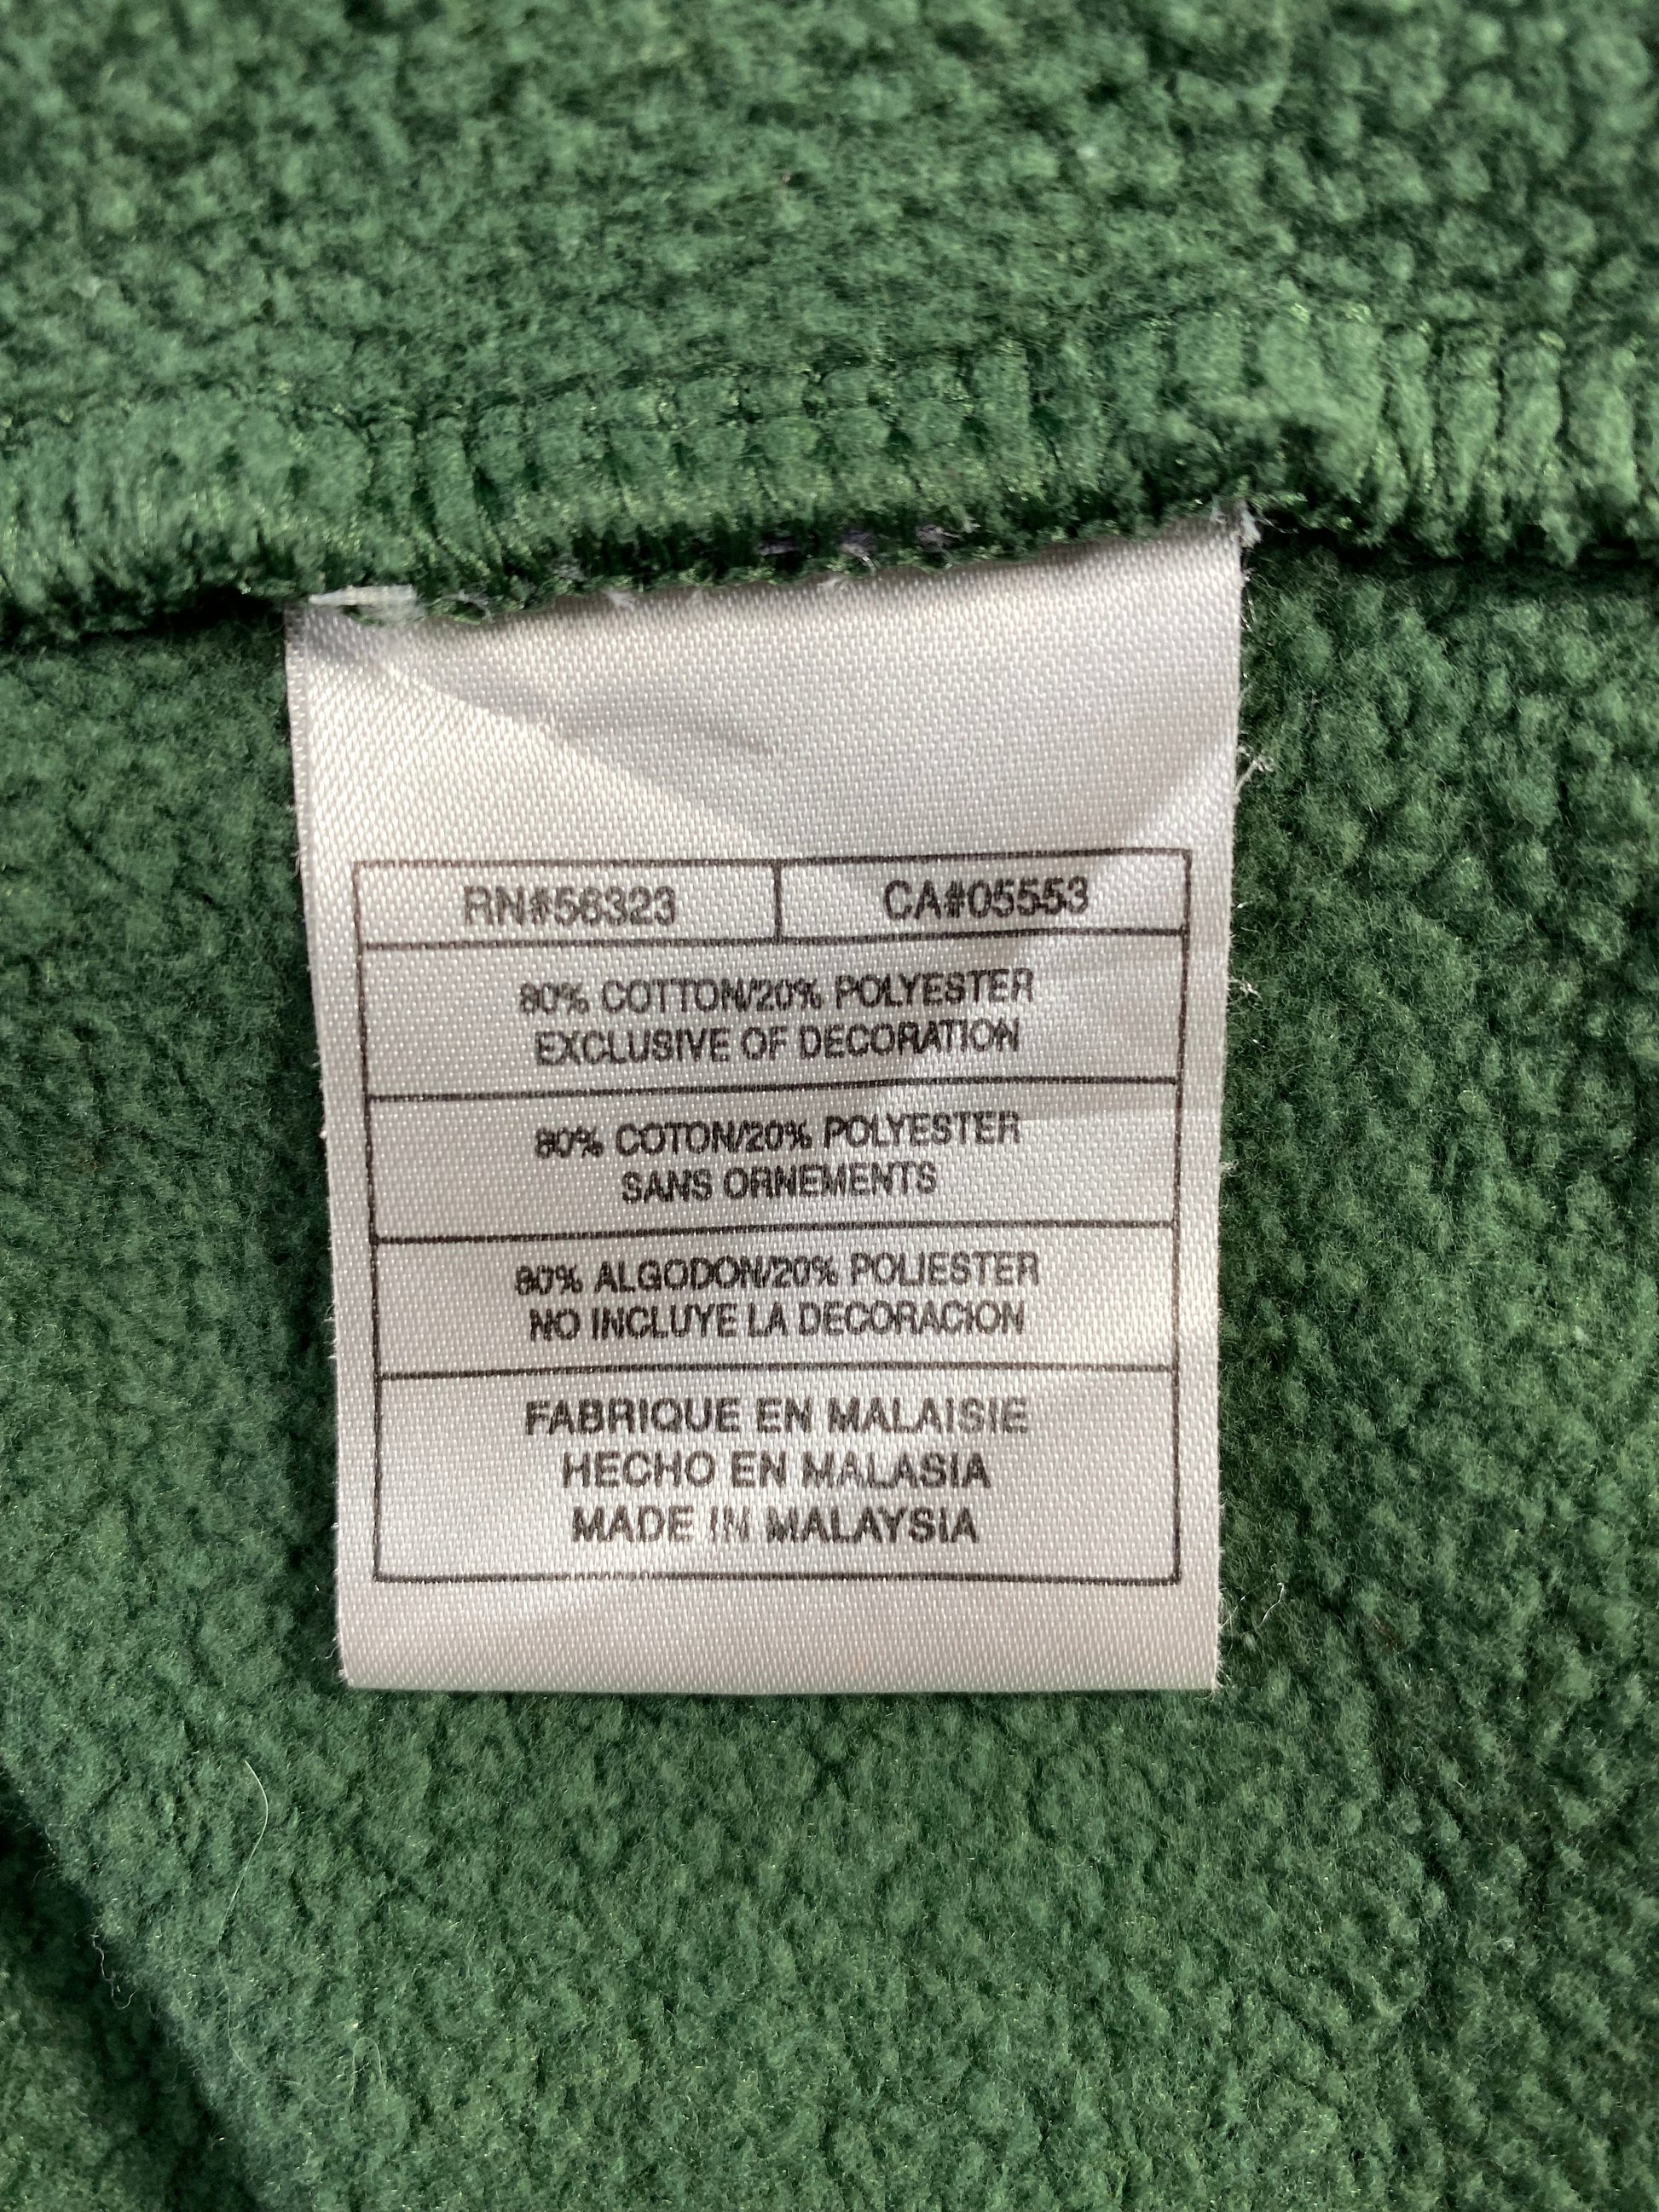 RN#56323 CA#05553
80% COTTON/20% POLYESTER
EXCLUSIVE OF DECORATION
80% COTON/20% POLYESTER
SANS ORNEMENTS
80% ALGODON/20% POLIESTER
NO INCLUYE LA DECORACION
FABRIQUE EN MALAISIE
HECHO EN MALASIA
MADE IN MALAYSIA